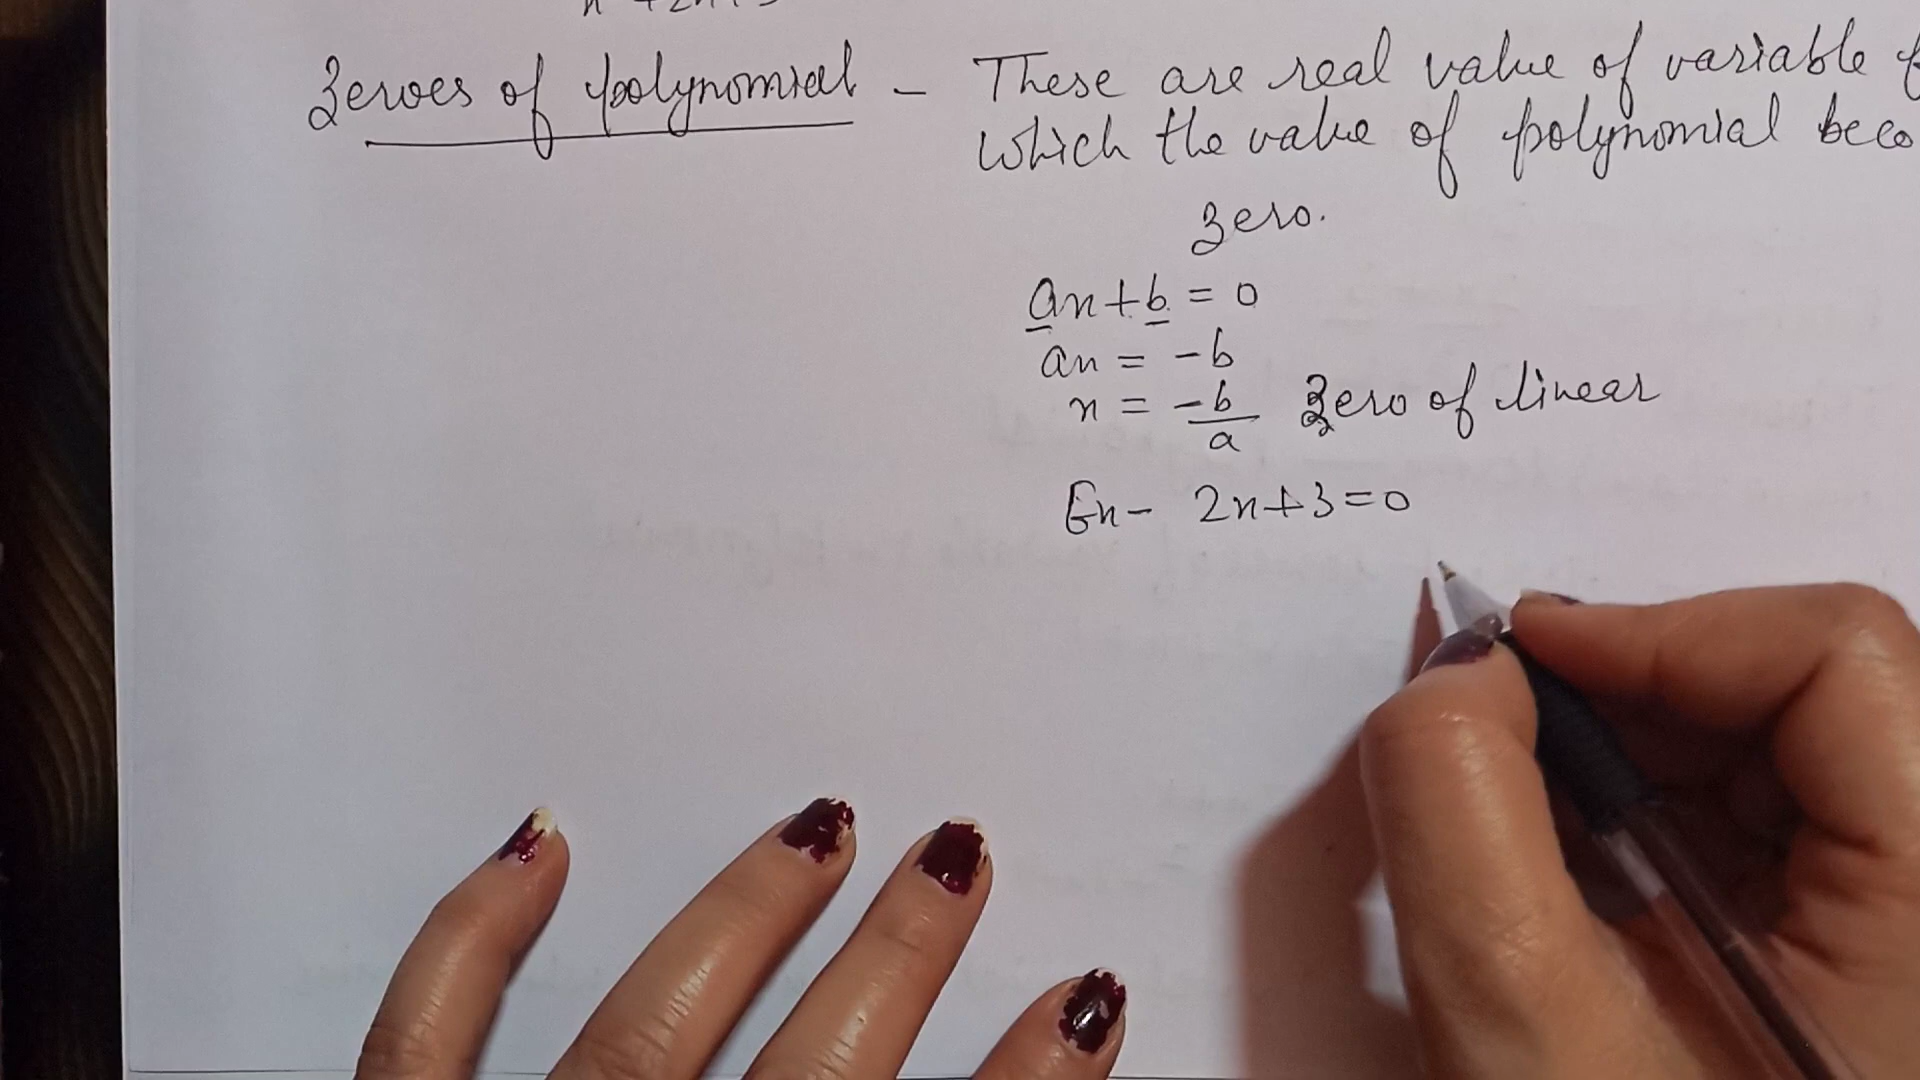 Zeroes of polynomial - These are real value of variable
which the value of polynomial
zero.
ax + b = 0
ax = -b
x = -b/a Zero of linear
Ex - 2x+3=0